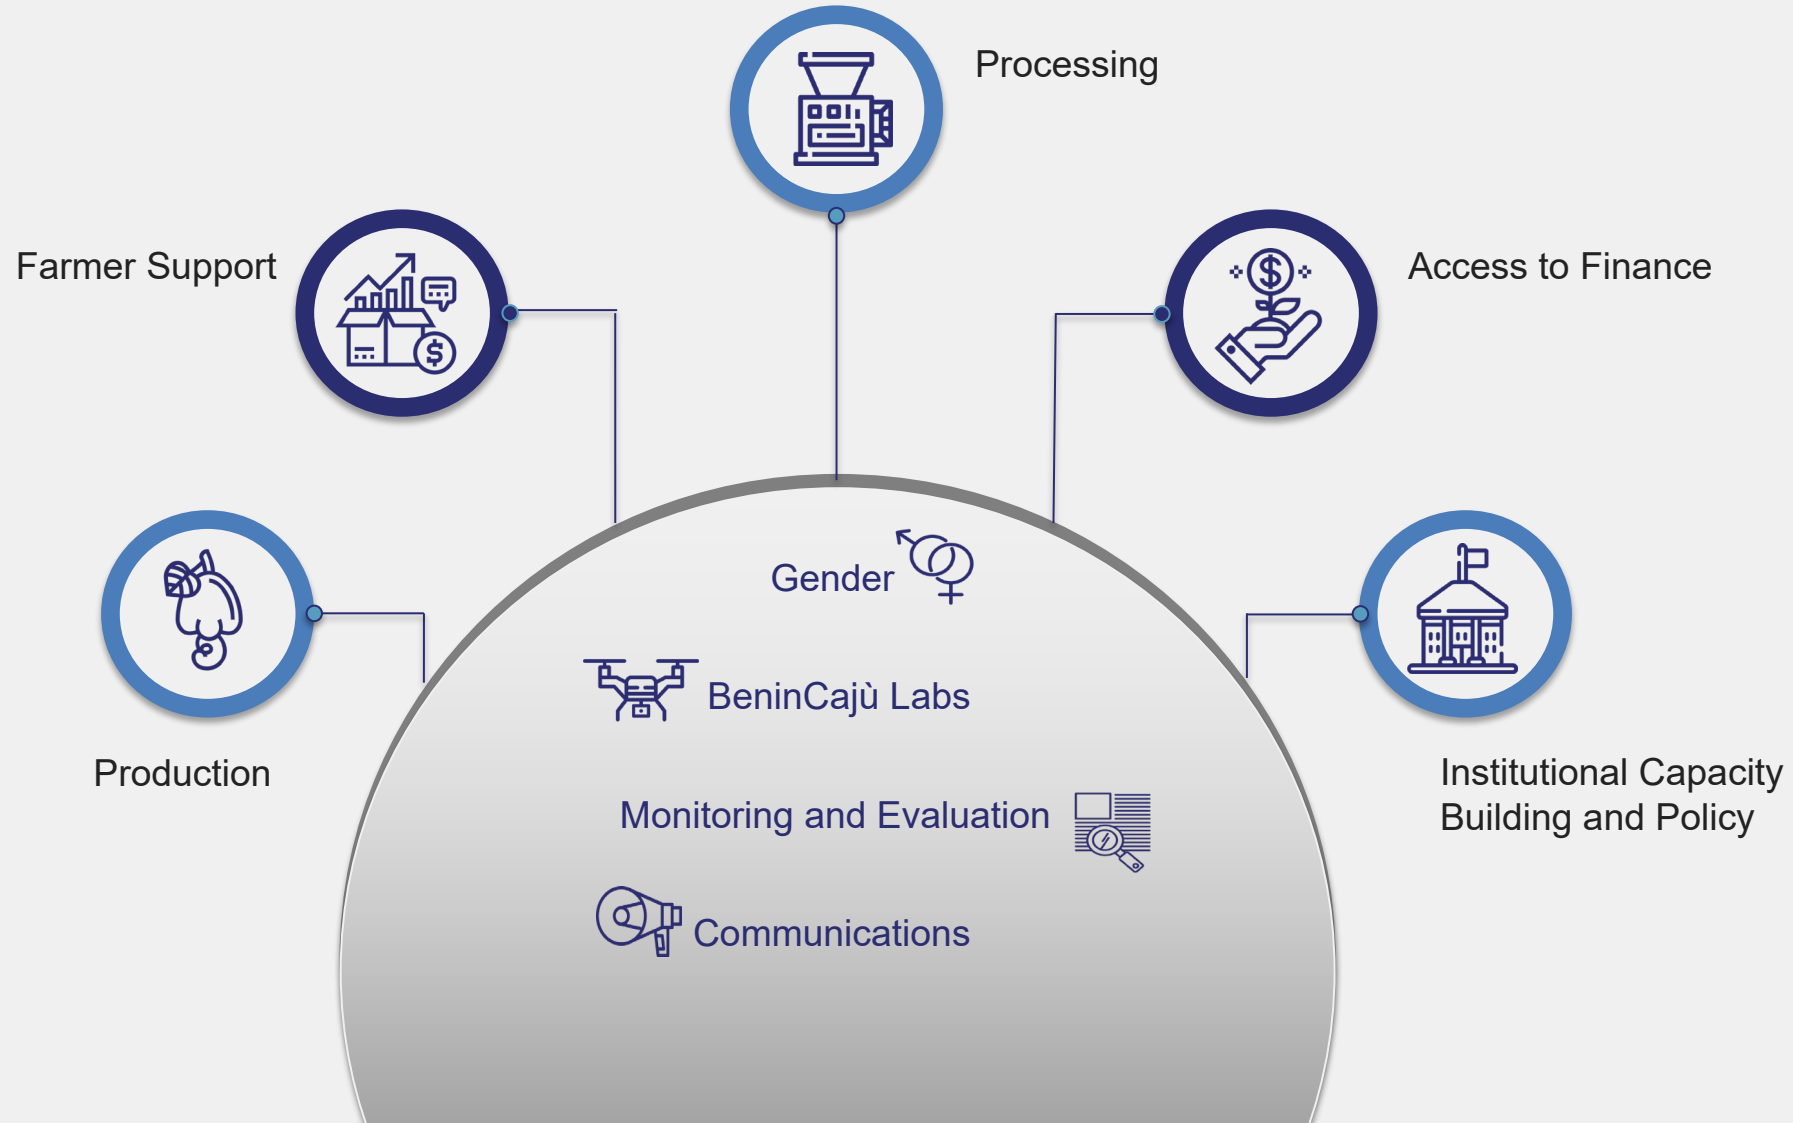 Processing
Farmer Support
Access to Finance
Gender
BeninCajù Labs
Production
Monitoring and Evaluation
Institutional Capacity
Building and Policy
Communications